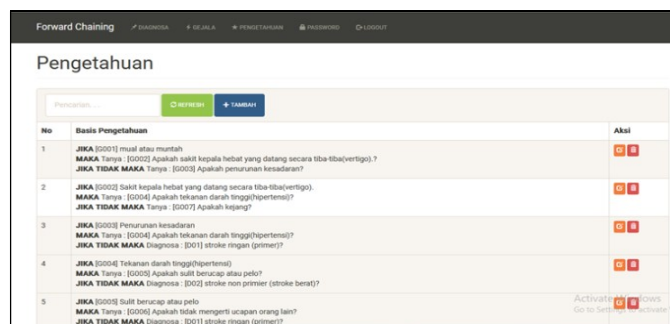 Forward Chaining DIAGNOSA GEJALA PENGETAHUAN PASSWORD LOGOUT
Pengetahuan
Pencarian . . . REFRESH TAMBAH
No Basis Pengetahuan Aksi
1 JIKA [G001] mual atau muntah
MAKA Tanya : [G002] Apakah sakit kepala hebat yang datang secara tiba-tiba(vertigo).?
JIKA TIDAK MAKA Tanya : [G003] Apakah penurunan kesadaran?
2 JIKA [G002] Sakit kepala hebat yang datang secara tiba-tiba(vertigo).
MAKA Tanya : [G004] Apakah tekanan darah tinggi(hipertensi)?
JIKA TIDAK MAKA Tanya : [G007] Apakah kejang?
3 JIKA [G003] Penurunan kesadaran
MAKA Tanya : [G004] Apakah tekanan darah tinggi(hipertensi)?
JIKA TIDAK MAKA Diagnosa : [D01] stroke ringan (primer)?
4 JIKA [G004] Tekanan darah tinggi(hipertensi)
MAKA Tanya : [G005] Apakah sulit berucap atau pelo?
JIKA TIDAK MAKA Diagnosa : [D02] stroke non primier (stroke berat)?
5 JIKA [G005] Sulit berucap atau pelo
MAKA Tanya : [G006] Apakah tidak mengerti ucapan orang lain?
JIKA TIDAK MAKA Diagnosa : [D01] stroke ringan (primer)?
Activate Windows
Go to Settings to activate